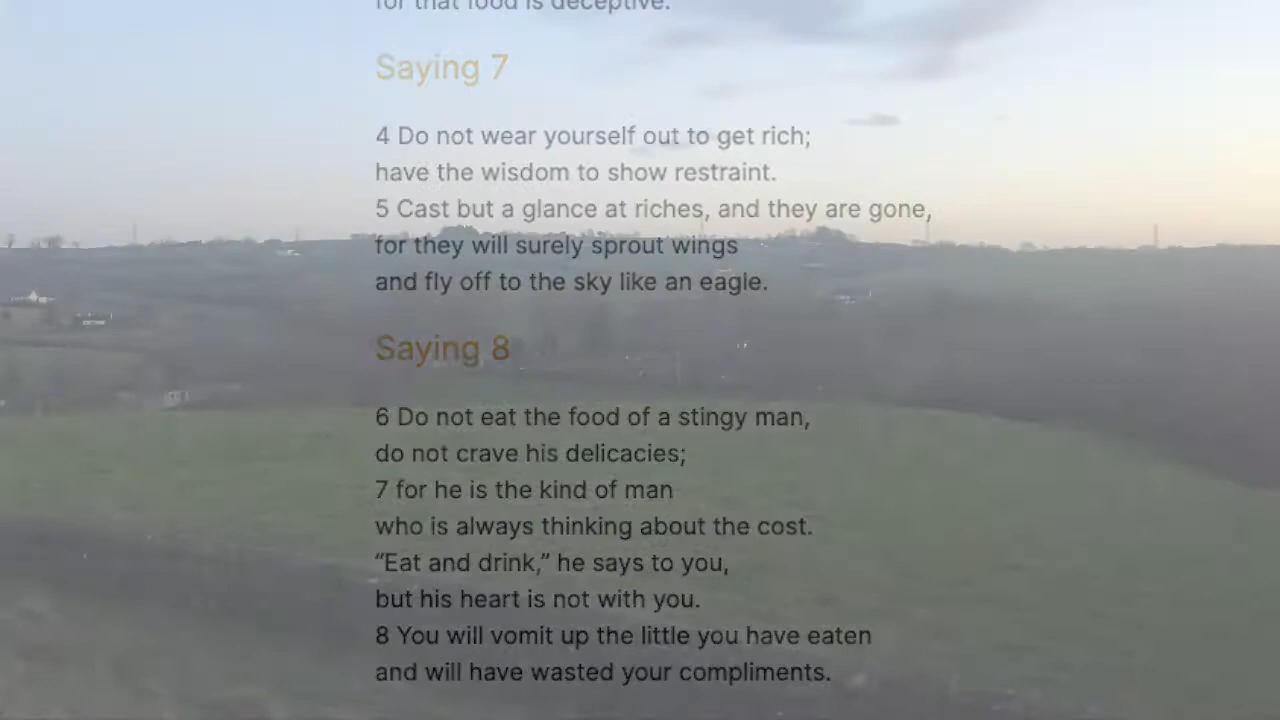 for that food is deceptive.
Saying 7
4 Do not wear yourself out to get rich;
have the wisdom to show restraint.
5 Cast but a glance at riches, and they are gone,
for they will surely sprout wings
and fly off to the sky like an eagle.
Saying 8
6 Do not eat the food of a stingy man,
do not crave his delicacies;
7 for he is the kind of man
who is always thinking about the cost.
“Eat and drink,” he says to you,
but his heart is not with you.
8 You will vomit up the little you have eaten
and will have wasted your compliments.